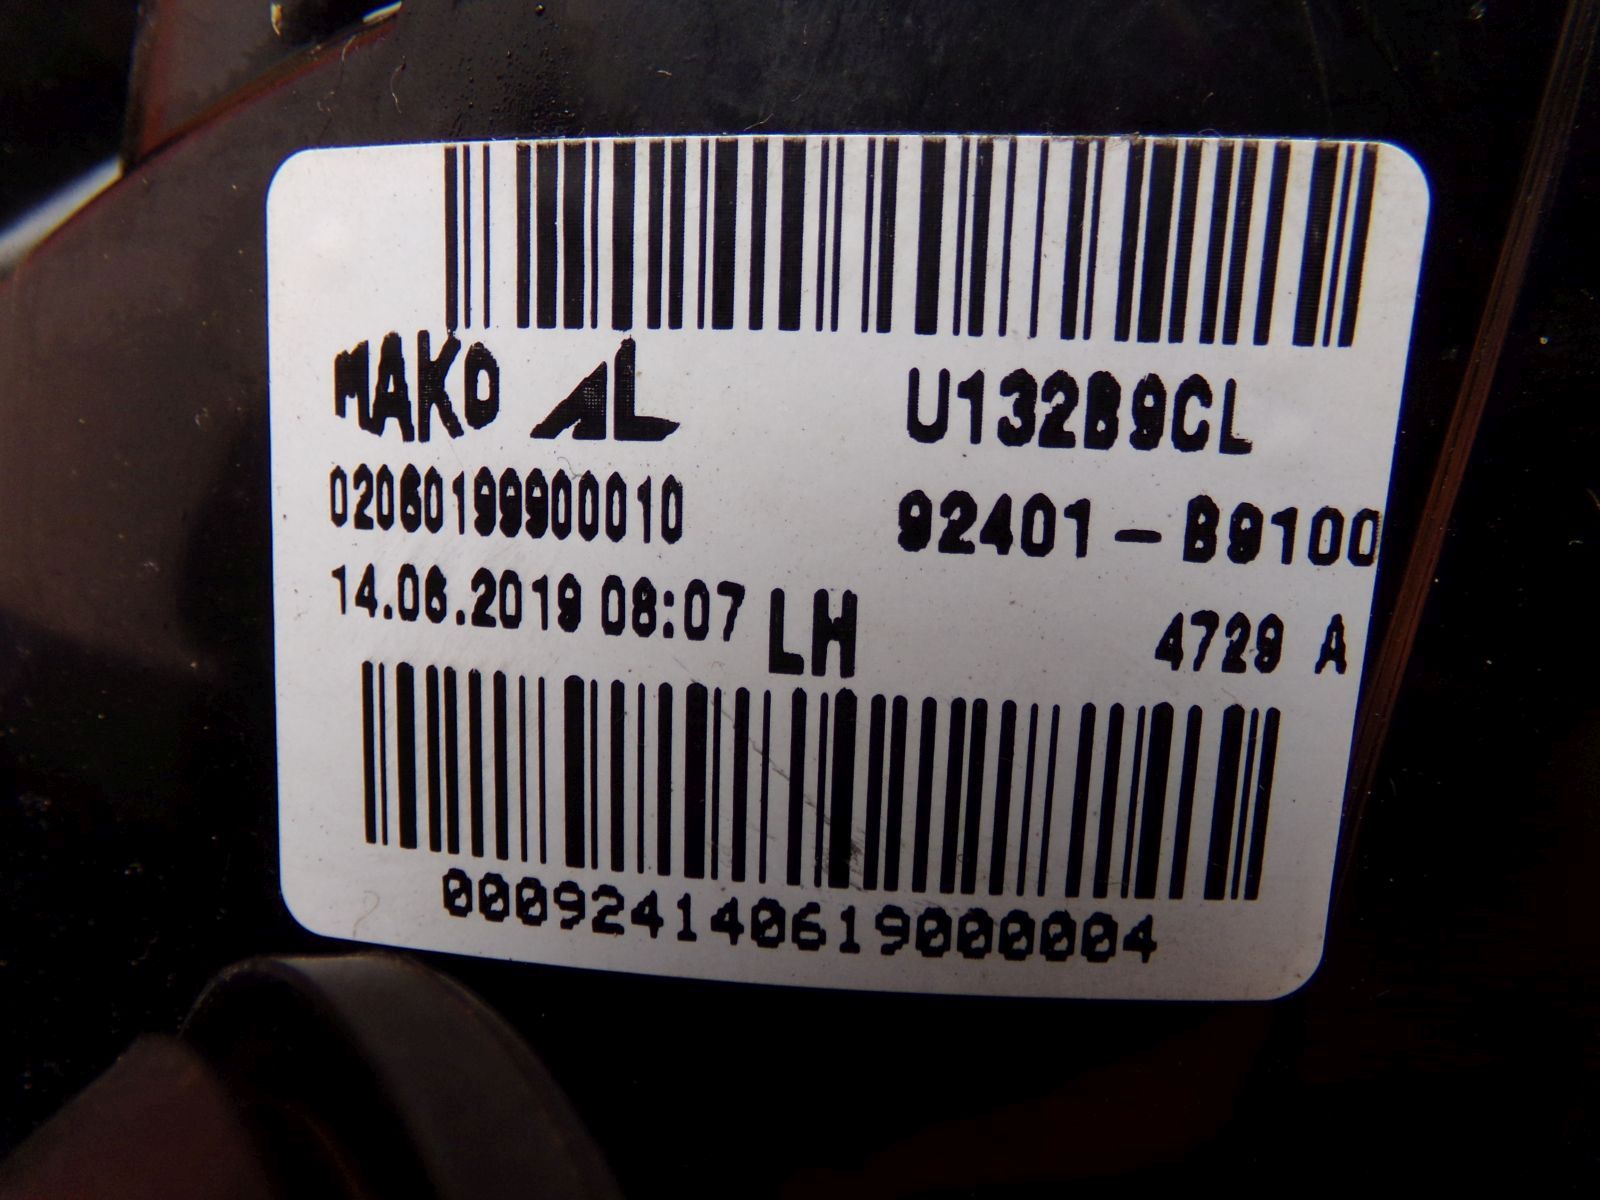 MAKO AL U132B9CL
02060199900010 92401-B9100
14.06.2019 08:07 LH 4729 A
000924140619000004